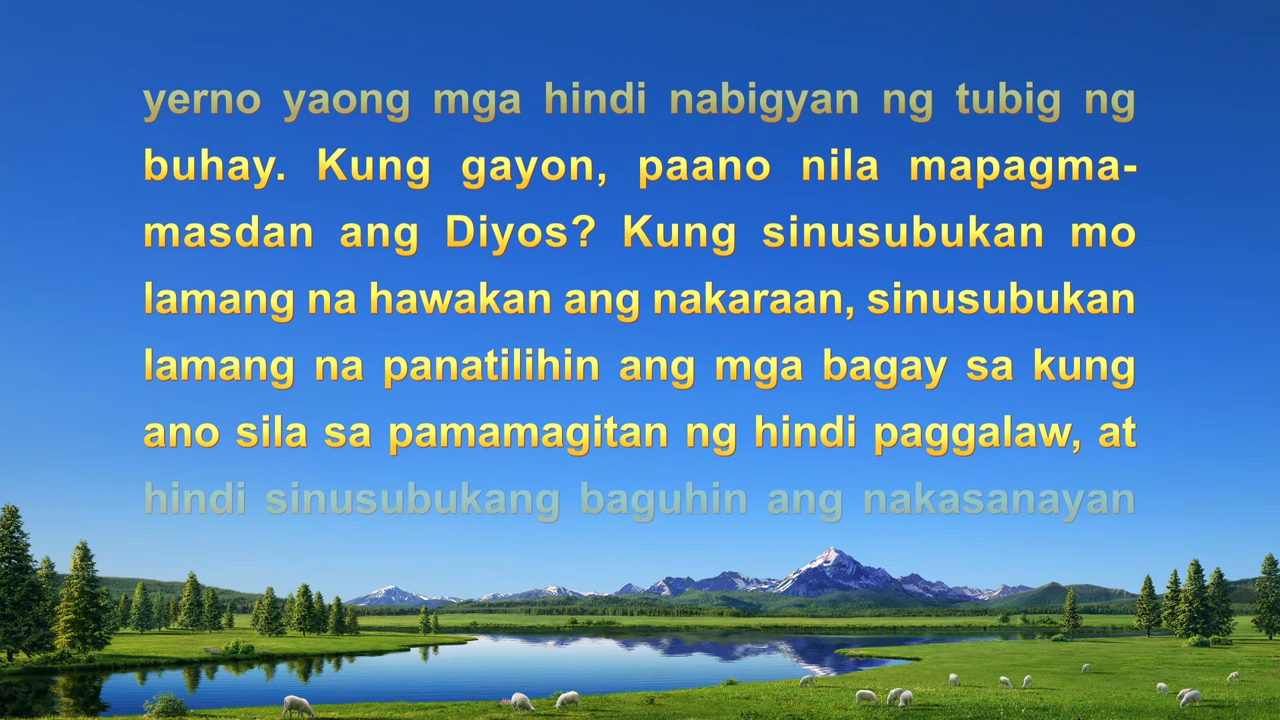 yerno yaong mga hindi nabigyan ng tubig ng
buhay. Kung gayon, paano nila mapagma-
masdan ang Diyos? Kung sinusubukan mo
lamang na hawakan ang nakaraan, sinusubukan
lamang na panatilihin ang mga bagay sa kung
ano sila sa pamamagitan ng hindi paggalaw, at
hindi sinusubukang baguhin ang nakasanayan